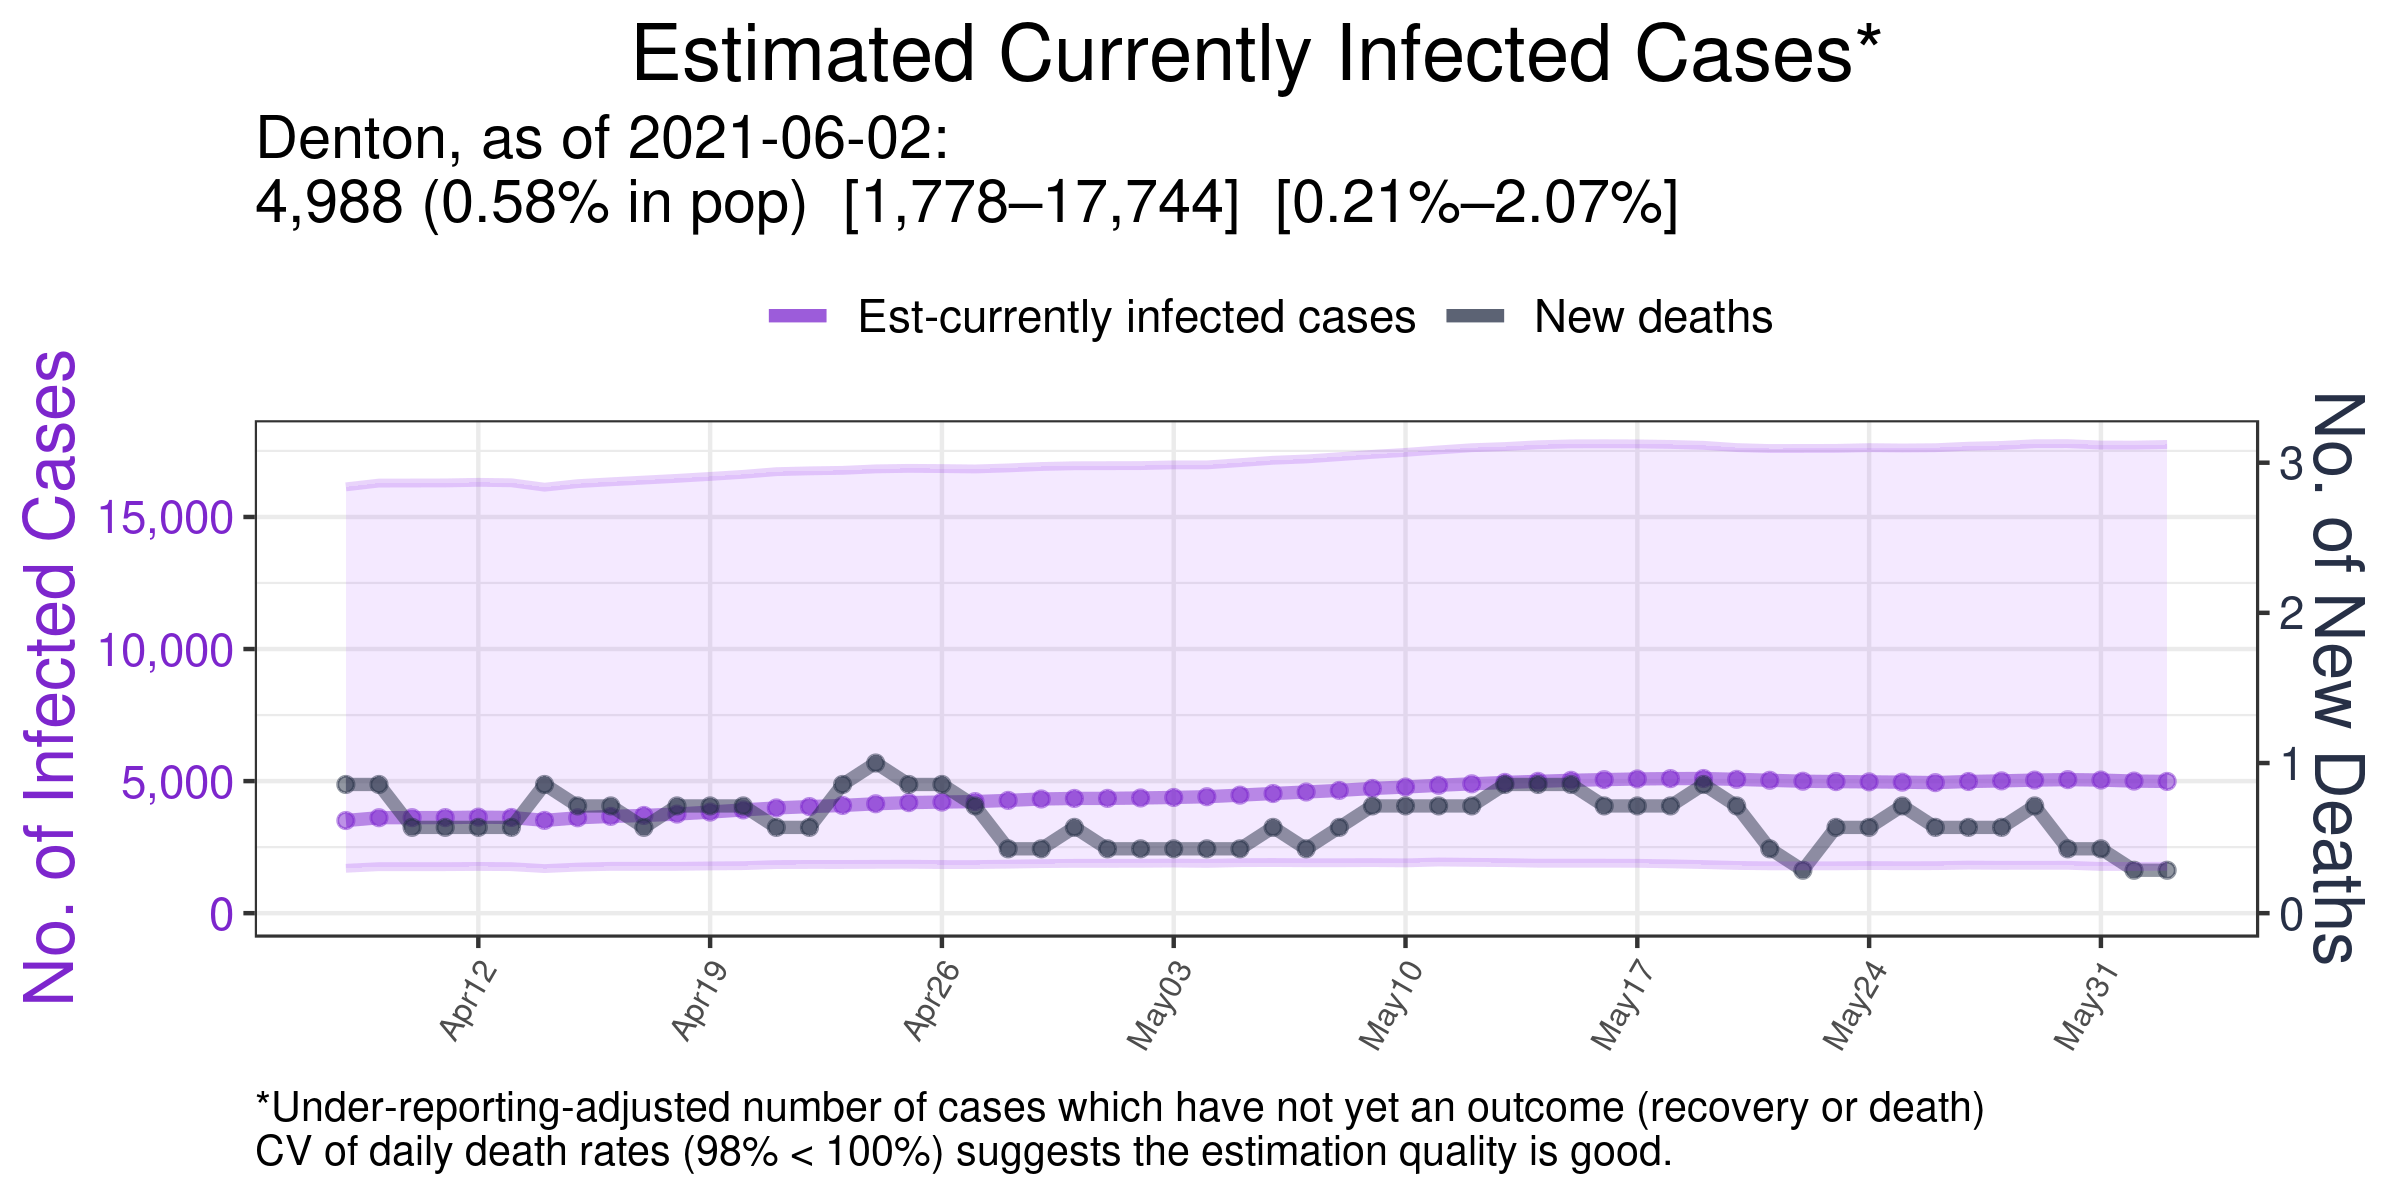 Estimated Currently Infected Cases*
Denton, as of 2021-06-02:
4,988 (0.58% in pop) [1,778–17,744] [0.21%–2.07%]
Est-currently infected cases
New deaths
No. of Infected Cases
15,000
10,000
5,000
0
No. of New Deaths
3
2
1
0
Apr12
Apr19
Apr26
May03
May10
May17
May24
May31
*Under-reporting-adjusted number of cases which have not yet an outcome (recovery or death)
CV of daily death rates (98% < 100%) suggests the estimation quality is good.